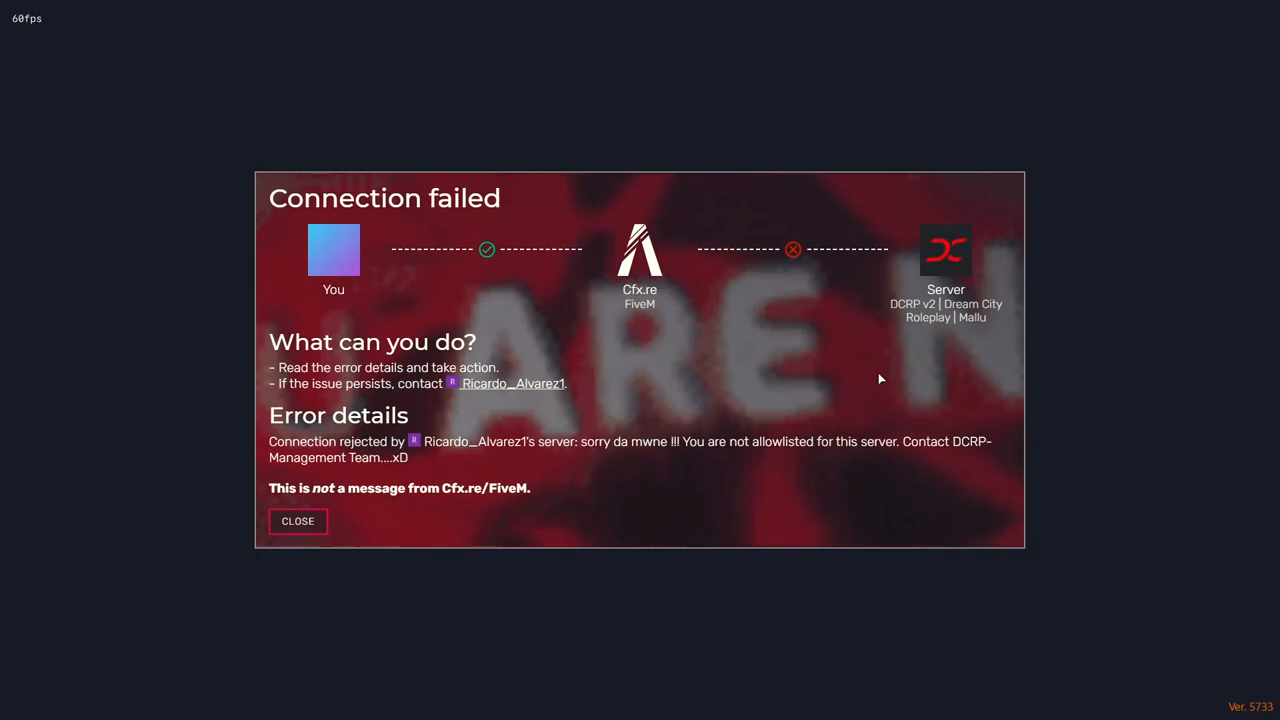 60fps
Connection failed
You
Cfx.re
FiveM
Server
DCRP v2 | Dream City
Roleplay | Mallu
What can you do?
- Read the error details and take action.
- If the issue persists, contact R Ricardo_Alvarez1.
Error details
Connection rejected by R Ricardo_Alvarez1's server: sorry da mwne !!! You are not allowlisted for this server. Contact DCRP-
Management Team....xD
This is not a message from Cfx.re/FiveM.
CLOSE
ARE N
Ver. 5733